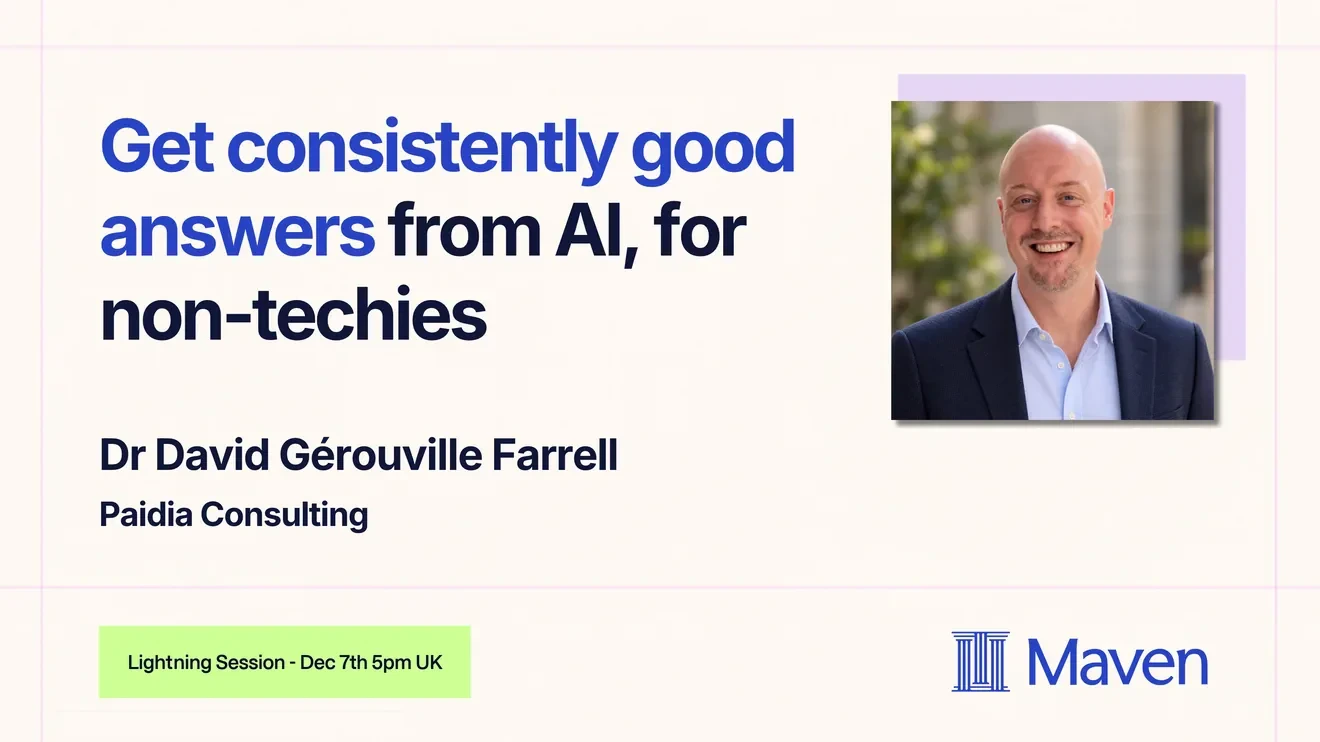 Get consistently good
answers from AI, for
non-techies
Dr David Gérouville Farrell
Paidia Consulting
Lightning Session - Dec 7th 5pm UK
Maven